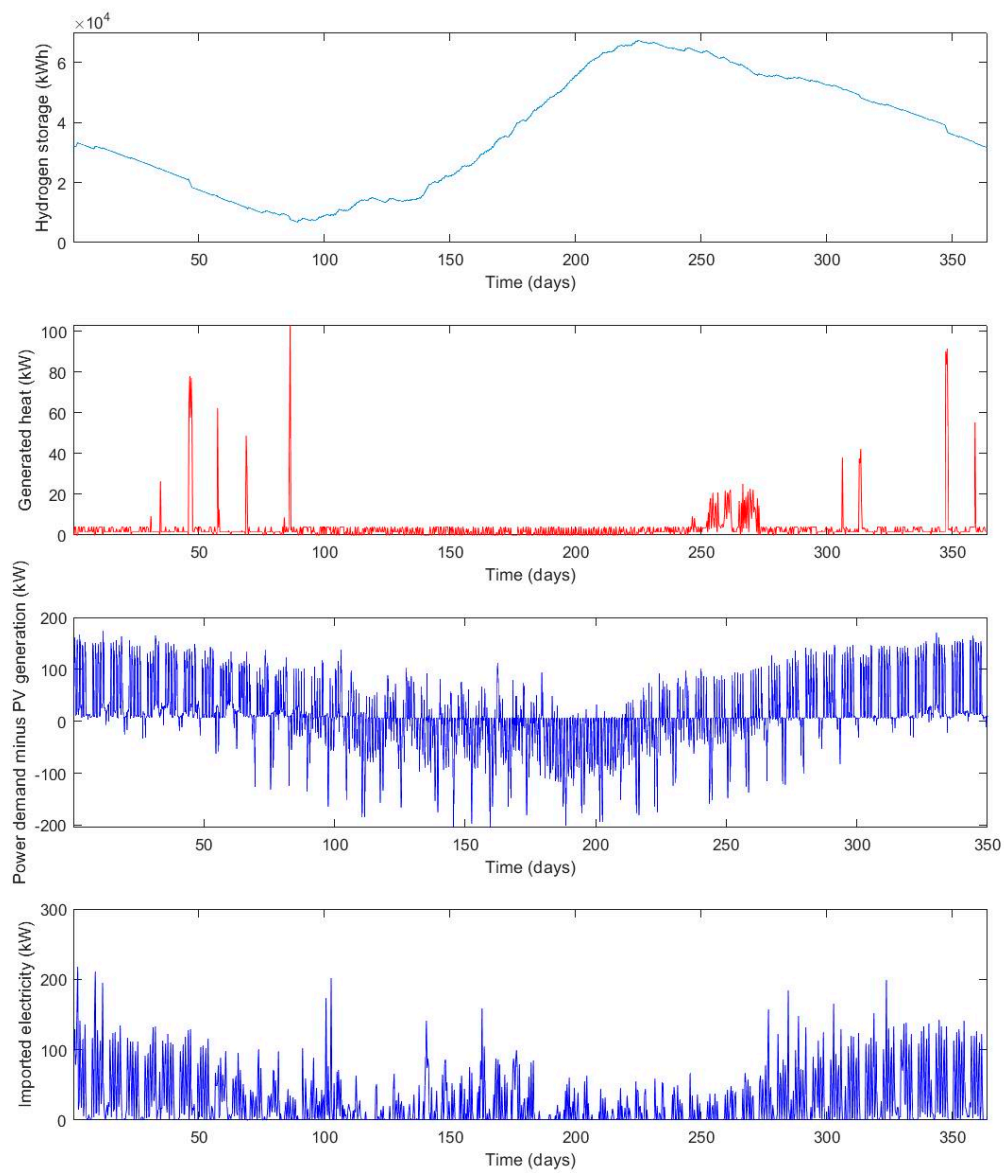 ×10⁴
Hydrogen storage (kWh)
6
4
2
0
50 100 150 200 250 300 350
Time (days)
Generated heat (kW)
100
80
60
40
20
0
50 100 150 200 250 300 350
Time (days)
Power demand minus PV generation (kW)
200
100
0
-100
-200
50 100 150 200 250 300 350
Time (days)
Imported electricity (kW)
300
200
100
0
50 100 150 200 250 300 350
Time (days)